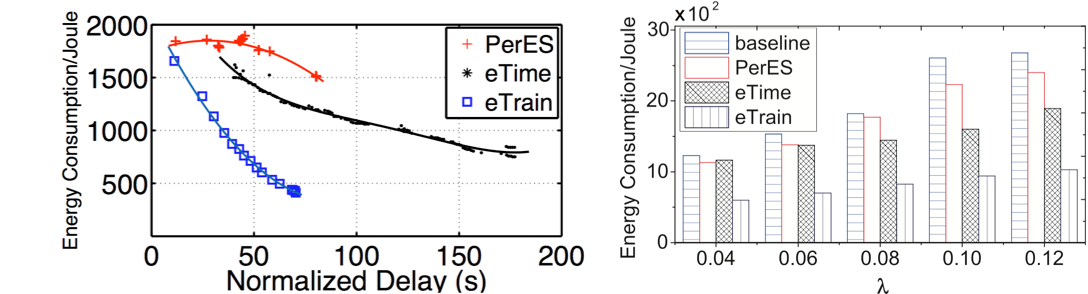 Energy Consumption/Joule
2000
1500
1000
500
0
50
100
150
200
Normalized Delay (s)
PerES
eTime
eTrain
Energy Consumption/Joule
x10²
30
20
10
0
0.04
0.06
0.08
0.10
0.12
λ
baseline
PerES
eTime
eTrain